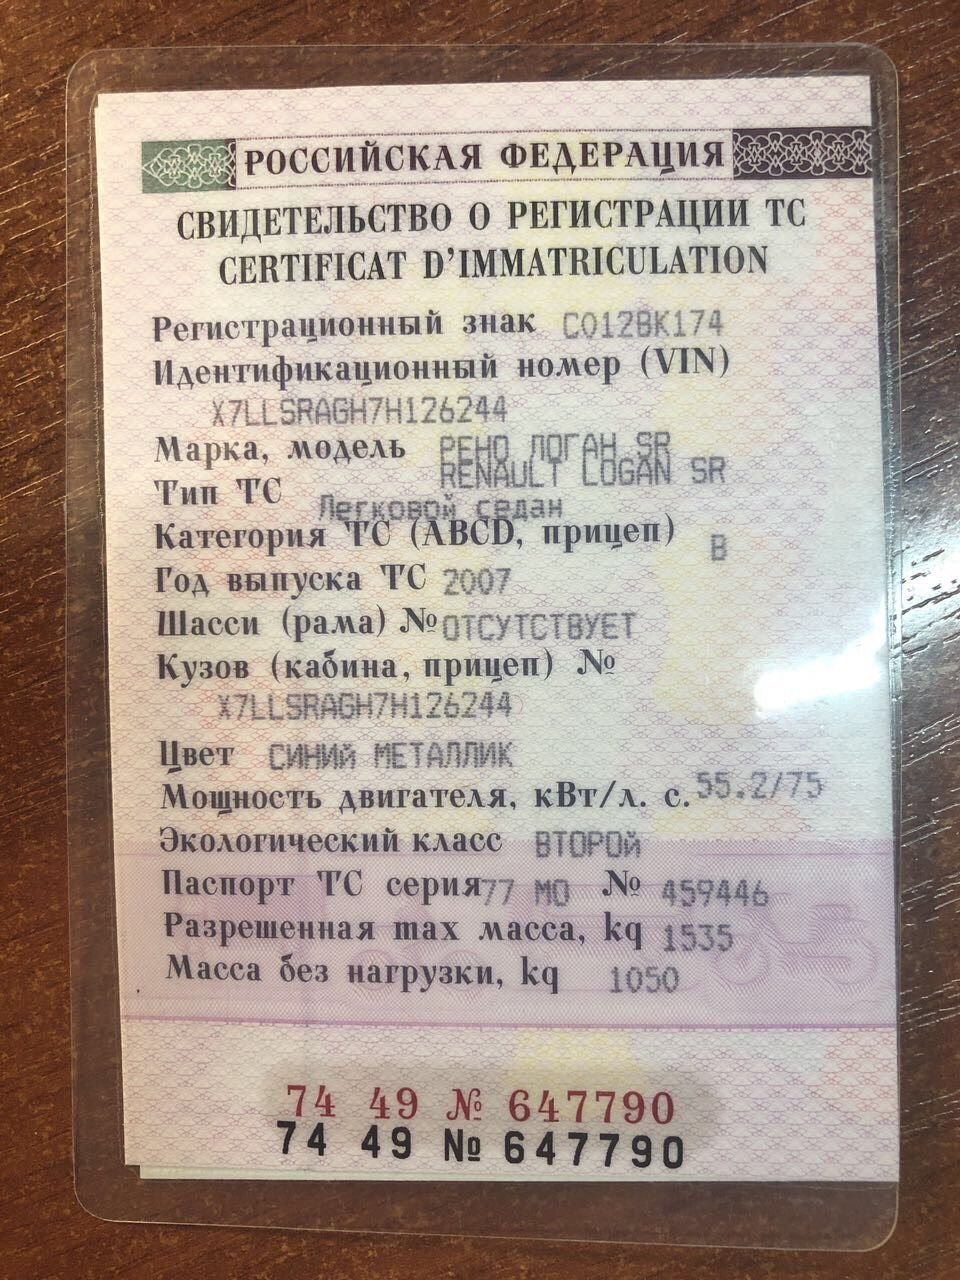 РОССИЙСКАЯ ФЕДЕРАЦИЯ
СВИДЕТЕЛЬСТВО О РЕГИСТРАЦИИ ТС
CERTIFICAT D'IMMATRICULATION
Регистрационный знак С012ВК174
Идентификационный номер (VIN)
X7LLSRAGH7H126244
Марка, модель РЕНО ЛОГАН SR
RENAULT LOGAN SR
Тип ТС Легковой седан
Категория ТС (ABCD, прицеп) В
Год выпуска ТС 2007
Шасси (рама) № ОТСУТСТВУЕТ
Кузов (кабина, прицеп) №
X7LLSRAGH7H126244
Цвет СИНИЙ МЕТАЛЛИК
Мощность двигателя, кВт/л. с. 55.2/75
Экологический класс ВТОРОЙ
Паспорт ТС серия 77 МО № 459446
Разрешенная max масса, kq 1535
Масса без нагрузки, kq 1050
74 49 № 647790
74 49 № 647790